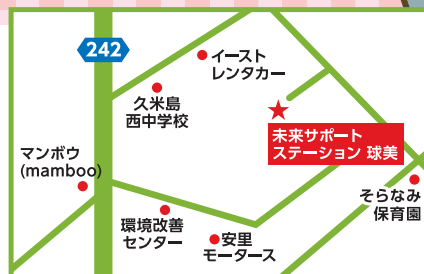 242
イースト
レンタカー
久米島
西中学校
未来サポート
ステーション 球美
マンボウ
(mamboo)
そらなみ
保育園
環境改善
センター
安里
モータース